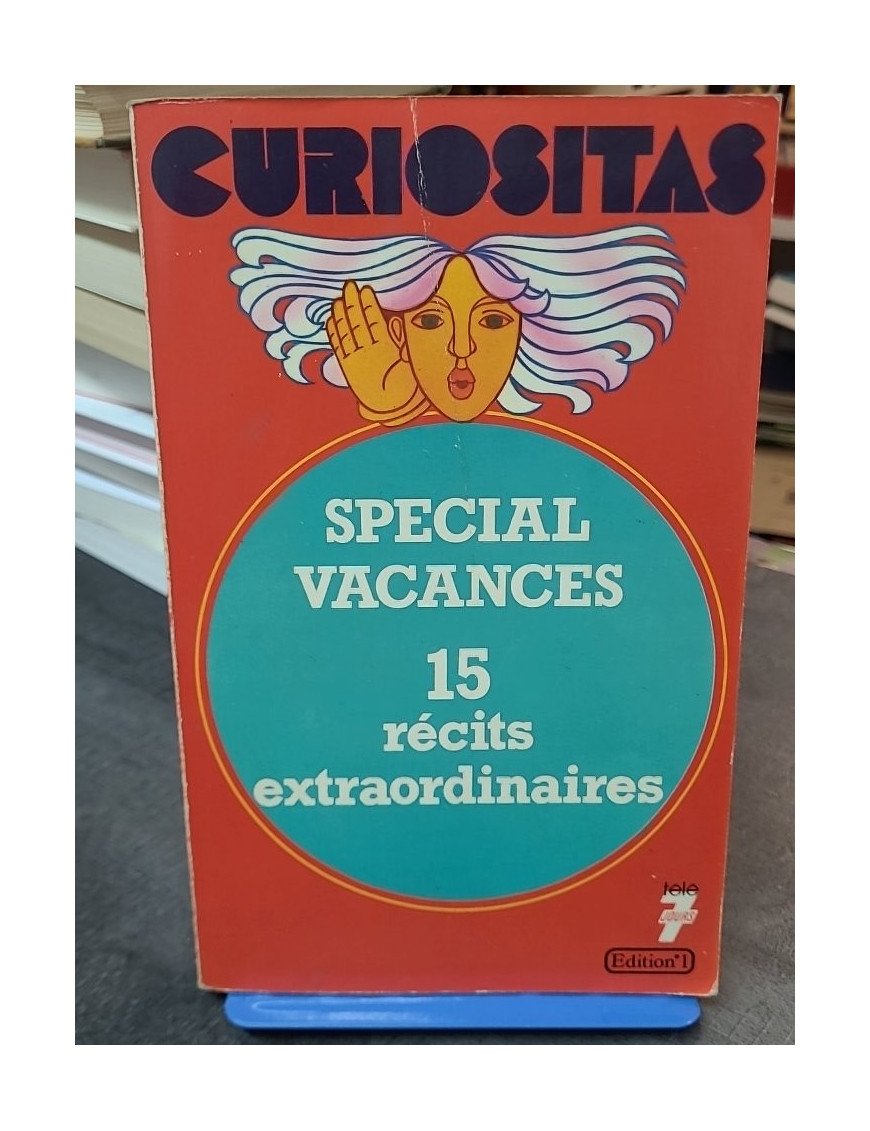 CURIOSITAS
SPECIAL
VACANCES
15
récits
extraordinaires
tele
7
JOURS
Edition°1